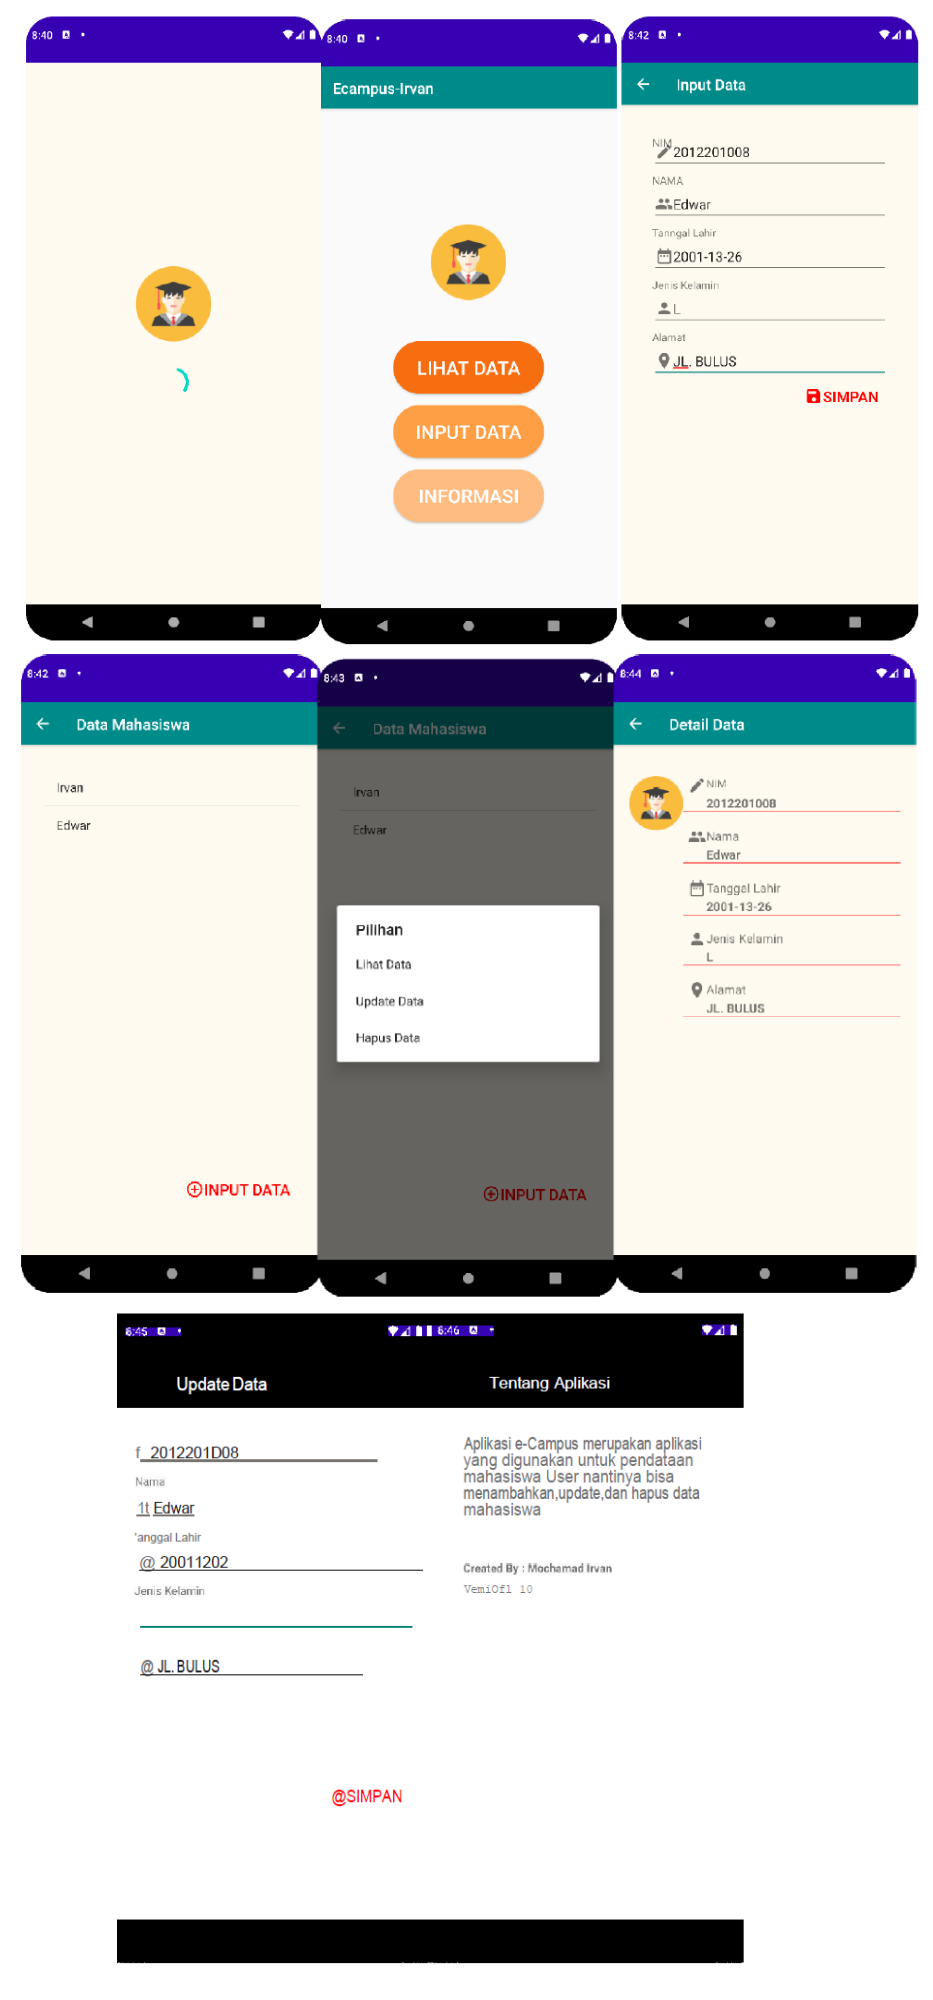 8:40
8:40
Ecampus-Irvan
LIHAT DATA
INPUT DATA
INFORMASI
8:42
Input Data
NIM
2012201008
NAMA
Edwar
Tanngal Lahir
2001-13-26
Jenis Kelamin
L
Alamat
JL. BULUS
SIMPAN
8:42
Data Mahasiswa
Irvan
Edwar
INPUT DATA
8:43
Data Mahasiswa
Irvan
Edwar
Pilihan
Lihat Data
Update Data
Hapus Data
INPUT DATA
8:44
Detail Data
NIM
2012201008
Nama
Edwar
Tanggal Lahir
2001-13-26
Jenis Kelamin
L
Alamat
JL. BULUS
8:45
Update Data
f 2012201D08
Nama
1t Edwar
'anggal Lahir
@ 20011202
Jenis Kelamin
@ JL. BULUS
@SIMPAN
8:46
Tentang Aplikasi
Aplikasi e-Campus merupakan aplikasi
yang digunakan untuk pendataan
mahasiswa User nantinya bisa
menambahkan,update,dan hapus data
mahasiswa
Created By : Mochamad Irvan
VemiOfl 10